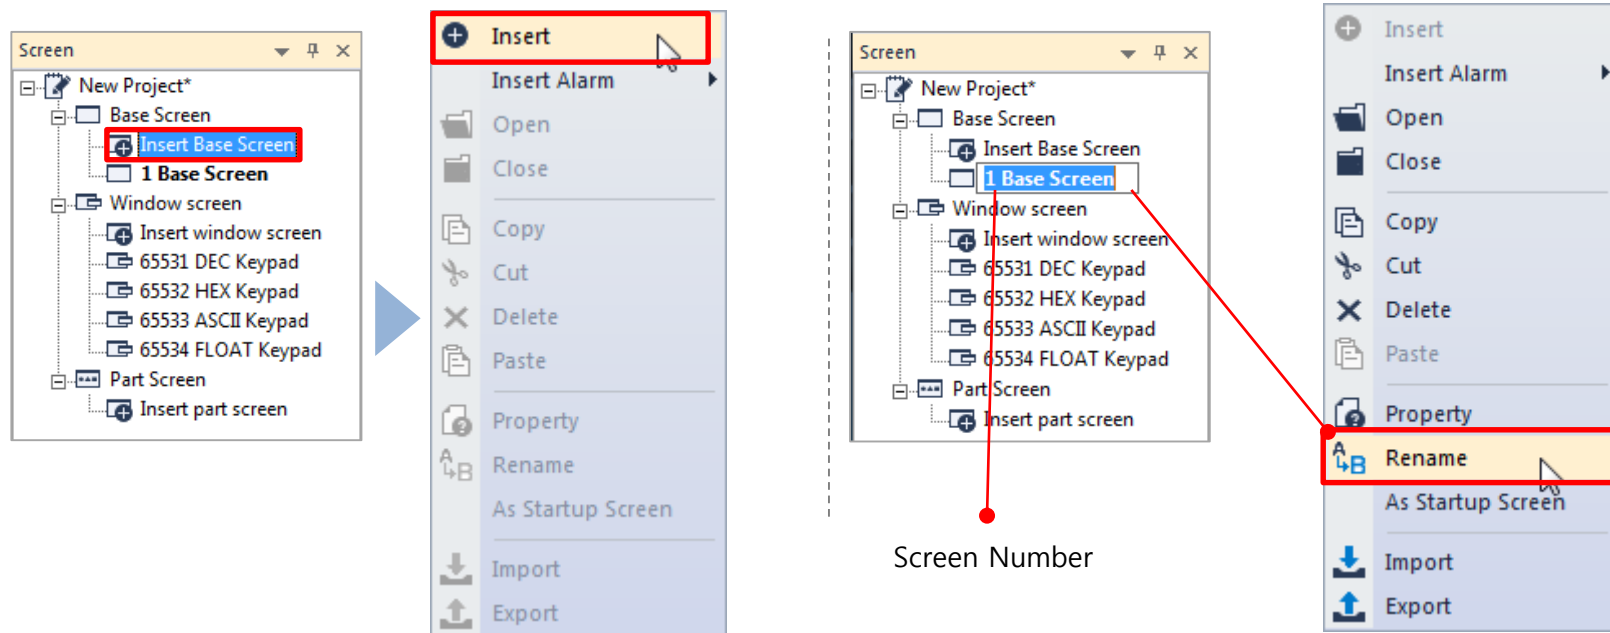 Screen
New Project*
Base Screen
Insert Base Screen
1 Base Screen
Window screen
Insert window screen
65531 DEC Keypad
65532 HEX Keypad
65533 ASCII Keypad
65534 FLOAT Keypad
Part Screen
Insert part screen
Insert
Insert Alarm
Open
Close
Copy
Cut
Delete
Paste
Property
A
B
Rename
As Startup Screen
Import
Export
Screen
New Project*
Base Screen
Insert Base Screen
1 Base Screen
Window screen
Insert window screen
65531 DEC Keypad
65532 HEX Keypad
65533 ASCII Keypad
65534 FLOAT Keypad
Part Screen
Insert part screen
Screen Number
Insert
Insert Alarm
Open
Close
Copy
Cut
Delete
Paste
Property
A
B
Rename
As Startup Screen
Import
Export